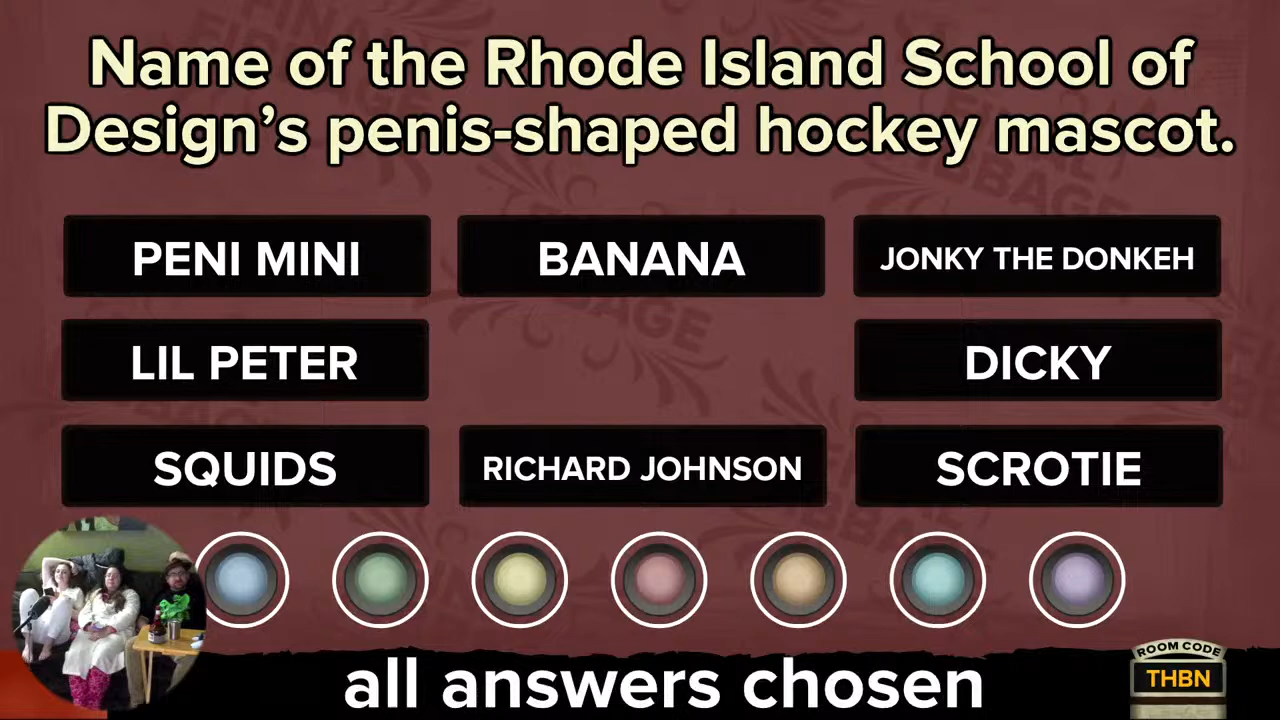 Name of the Rhode Island School of
Design's penis-shaped hockey mascot.
PENI MINI
BANANA
JONKY THE DONKEH
LIL PETER
DICKY
SQUIDS
RICHARD JOHNSON
SCROTIE
all answers chosen
ROOM CODE
THBN